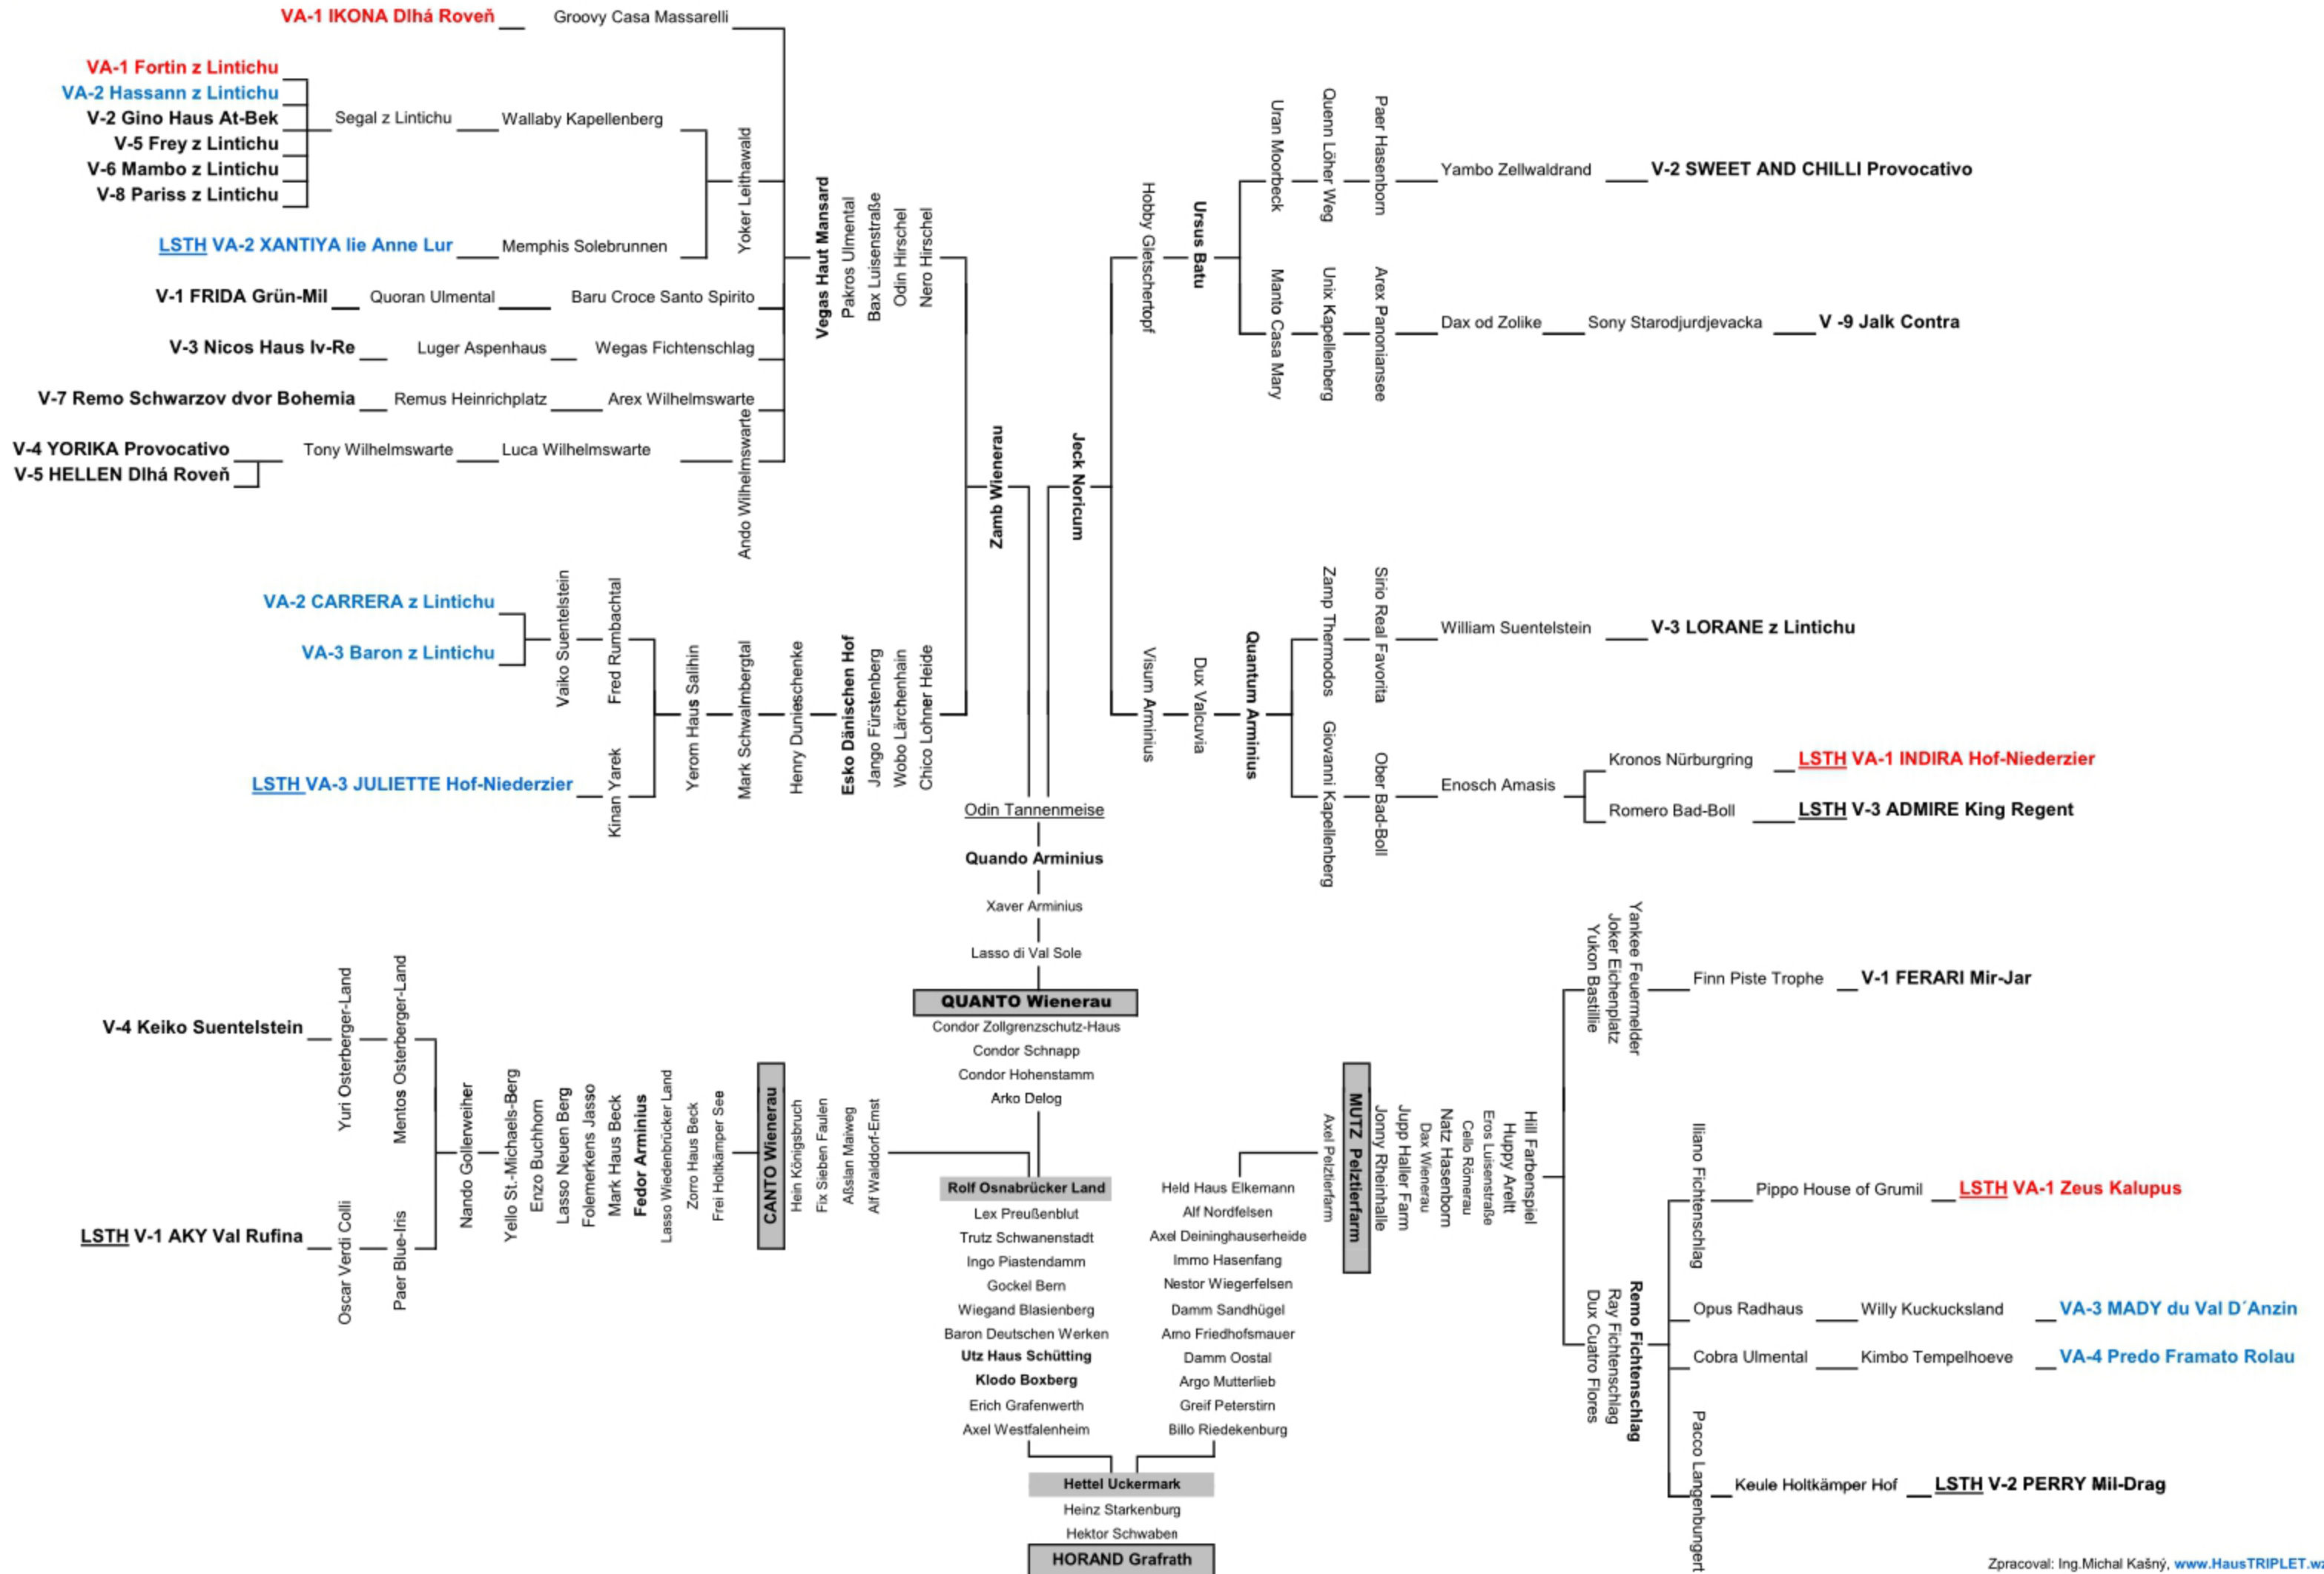 VA-1 IKONA Dlhá Roveň
Groovy Casa Massarelli
VA-1 Fortin z Lintichu
VA-2 Hassann z Lintichu
V-2 Gino Haus At-Bek
V-5 Frey z Lintichu
V-6 Mambo z Lintichu
V-8 Pariss z Lintichu
Segal z Lintichu
Wallaby Kapellenberg
LSTH VA-2 XANTIYA lie Anne Lur
Memphis Solebrunnen
Yoker Leithawald
V-1 FRIDA Grün-Mil
Quoran Ulmental
Baru Croce Santo Spirito
V-3 Nicos Haus Iv-Re
Luger Aspenhaus
Wegas Fichtenschlag
V-7 Remo Schwarzov dvor Bohemia
Remus Heinrichplatz
Arex Wilhelmswarte
V-4 YORIKA Provocativo
V-5 HELLEN Dlhá Roveň
Tony Wilhelmswarte
Luca Wilhelmswarte
Ando Wilhelmswarte
Vegas Haut Mansard
Pakros Ulmental
Bax Luisenstraße
Odin Hirschel
Nero Hirschel
Zamb Wienerau
Jeck Noricum
Hobby Gletschertopf
Ursus Batu
Uran Moorbeck
Quenn Löher Weg
Paer Hasenborn
Yambo Zellwaldrand
V-2 SWEET AND CHILLI Provocativo
Manto Casa Mary
Unix Kapellenberg
Arex Panoniansee
Dax od Zolike
Sony Starodjurdjevacka
V -9 Jalk Contra
VA-2 CARRERA z Lintichu
VA-3 Baron z Lintichu
Vaiko Suentelstein
Fred Rumbachtal
LSTH VA-3 JULIETTE Hof-Niederzier
Kinan Yarek
Yerom Haus Salihin
Mark Schwalmbergtal
Henry Dunieschenke
Esko Dänischen Hof
Jango Fürstenberg
Wobo Lärchenhain
Chico Lohner Heide
Visum Arminius
Dux Valcuvia
Quantum Arminius
Zamp Thermodos
Sirio Real Favorita
William Suentelstein
V-3 LORANE z Lintichu
Giovanni Kapellenberg
Ober Bad-Boll
Enosch Amasis
Kronos Nürburgring
LSTH VA-1 INDIRA Hof-Niederzier
Romero Bad-Boll
LSTH V-3 ADMIRE King Regent
Odin Tannenmeise
Quando Arminius
Xaver Arminius
Lasso di Val Sole
QUANTO Wienerau
Condor Zollgrenzschutz-Haus
Condor Schnapp
Condor Hohenstamm
Arko Delog
V-4 Keiko Suentelstein
Yuri Osterberger-Land
Mentos Osterberger-Land
LSTH V-1 AKY Val Rufina
Oscar Verdi Colli
Paer Blue-Iris
Nando Gollerweiher
Yello St.-Michaels-Berg
Enzo Buchhorn
Lasso Neuen Berg
Folemerkens Jasso
Mark Haus Beck
Fedor Arminius
Lasso Wiedenbrücker Land
Zorro Haus Beck
Frei Holtkämper See
CANTO Wienerau
Hein Königsbruch
Fix Sieben Faulen
Aßslan Maiweg
Alf Walddorf-Emst
Rolf Osnabrücker Land
Lex Preußenblut
Trutz Schwanenstadt
Ingo Piastendamm
Gockel Bern
Wiegand Blasienberg
Baron Deutschen Werken
Utz Haus Schütting
Klodo Boxberg
Erich Grafenwerth
Axel Westfalenheim
Held Haus Elkemann
Alf Nordfelsen
Axel Deininghauserheide
Immo Hasenfang
Nestor Wiegerfelsen
Damm Sandhügel
Arno Friedhofsmauer
Damm Oostal
Argo Mutterlieb
Greif Peterstirn
Billo Riedekenburg
Hettel Uckermark
Heinz Starkenburg
Hektor Schwaben
HORAND Grafrath
Axel Pelztierfarm
MUTZ Pelztierfarm
Jonny Rheinhalle
Jupp Haller Farm
Dax Wienerau
Natz Hasenborn
Cello Römerau
Eros Luisenstraße
Huppy Areltt
Hill Farbenspiel
Yankee Feuermelder
Joker Eichenplatz
Yukon Bastillie
Finn Piste Trophe
V-1 FERARI Mir-Jar
Remo Fichtenschlag
Ray Fichtenschlag
Dux Cuatro Flores
Iliano Fichtenschlag
Pippo House of Grumil
LSTH VA-1 Zeus Kalupus
Opus Radhaus
Willy Kuckucksland
VA-3 MADY du Val D´Anzin
Cobra Ulmental
Kimbo Tempelhoeve
VA-4 Predo Framato Rolau
Pacco Langenbungert
Keule Holtkämper Hof
LSTH V-2 PERRY Mil-Drag
Zpracoval: Ing.Michal Kašný, www.HausTRIPLET.wz